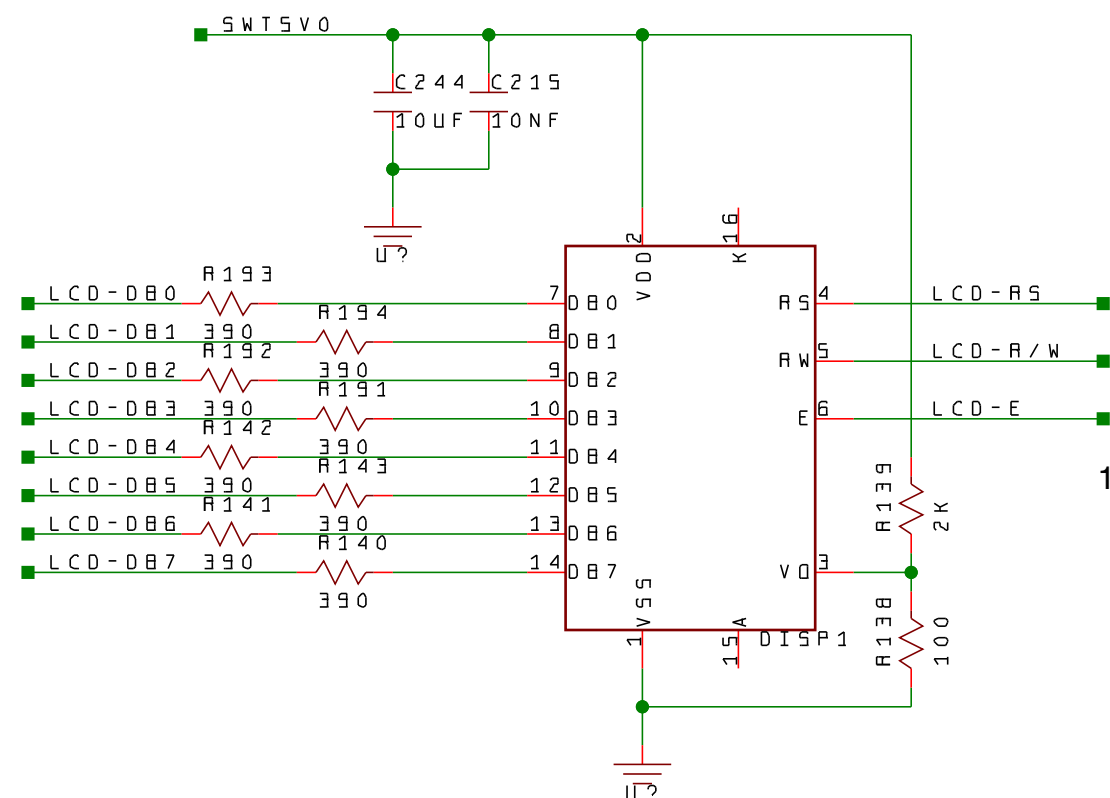 SWT5V0
C244 C215
10UF 10NF
U?
2 16
VDD K
R193
LCD-DB0 7 DB0 RS 4 LCD-RS
390 R194
LCD-DB1 8 DB1
R192 390
LCD-DB2 9 DB2 RW 5 LCD-R/W
390 R191
LCD-DB3 10 DB3 E 6 LCD-E
R142 390
LCD-DB4 11 DB4
390 R143
LCD-DB5 12 DB5 R139 2K 1
R141 390
LCD-DB6 13 DB6
390 R140
LCD-DB7 14 DB7 VO 3
390
VSS A
1 15
DISP1
R138 100
U?